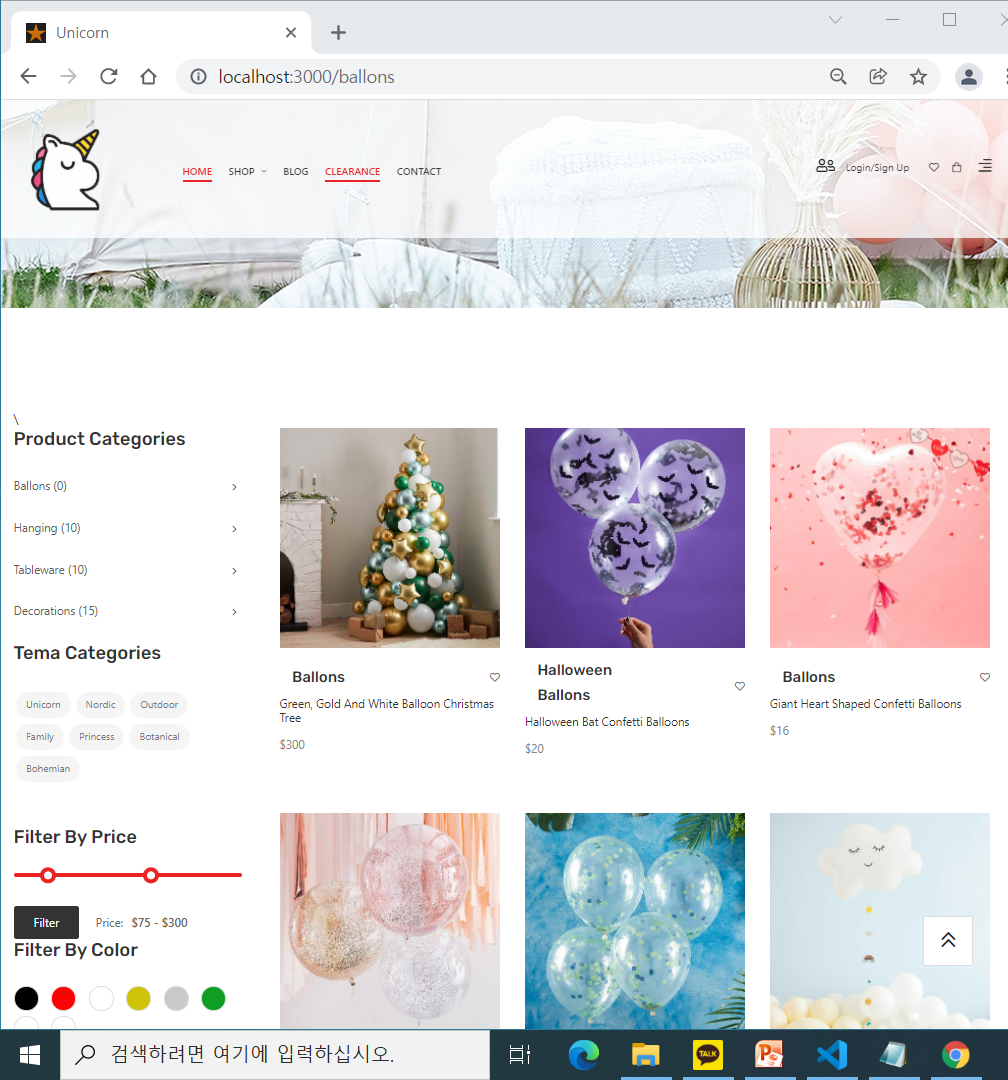 Unicorn
localhost:3000/ballons
HOME SHOP BLOG CLEARANCE CONTACT
Login/Sign Up
\
Product Categories
Ballons (0)
Hanging (10)
Tableware (10)
Decorations (15)
Tema Categories
Unicorn Nordic Outdoor
Family Princess Botanical
Bohemian
Filter By Price
Filter Price: $75 - $300
Filter By Color
Ballons
Green, Gold And White Balloon Christmas
Tree
$300
Halloween
Ballons
Halloween Bat Confetti Balloons
$20
Ballons
Giant Heart Shaped Confetti Balloons
$16
검색하려면 여기에 입력하십시오.
TALK
P